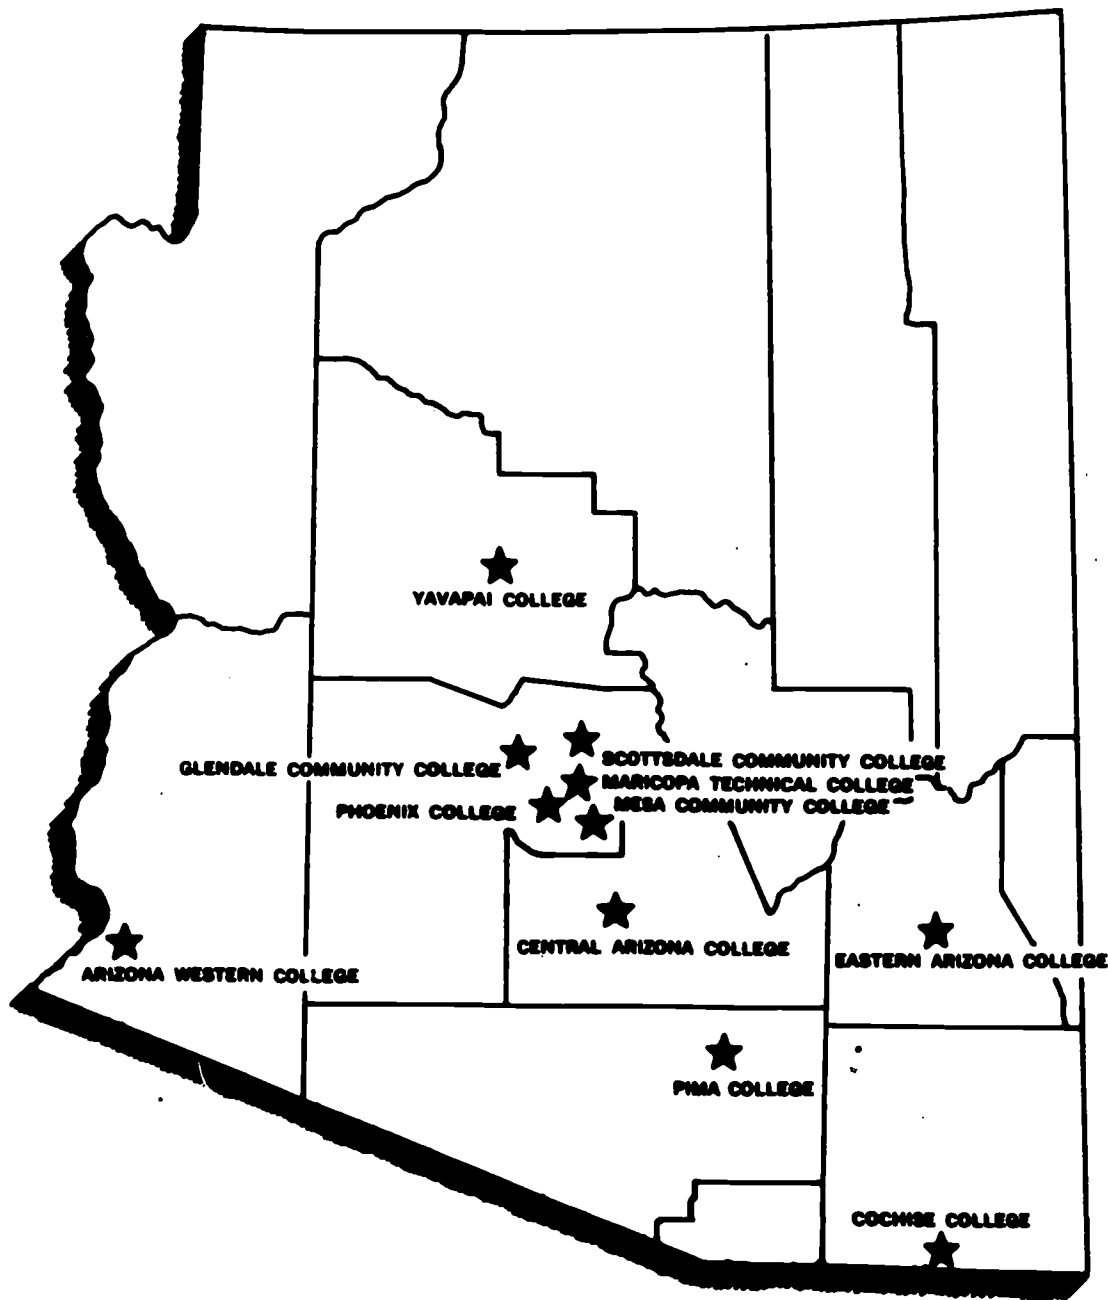 YAVAPAI COLLEGE
SCOTTSDALE COMMUNITY COLLEGE
GLENDALE COMMUNITY COLLEGE
MARICOPA TECHNICAL COLLEGE
MESA COMMUNITY COLLEGE
PHOENIX COLLEGE
CENTRAL ARIZONA COLLEGE
EASTERN ARIZONA COLLEGE
ARIZONA WESTERN COLLEGE
PIMA COLLEGE
COCHISE COLLEGE